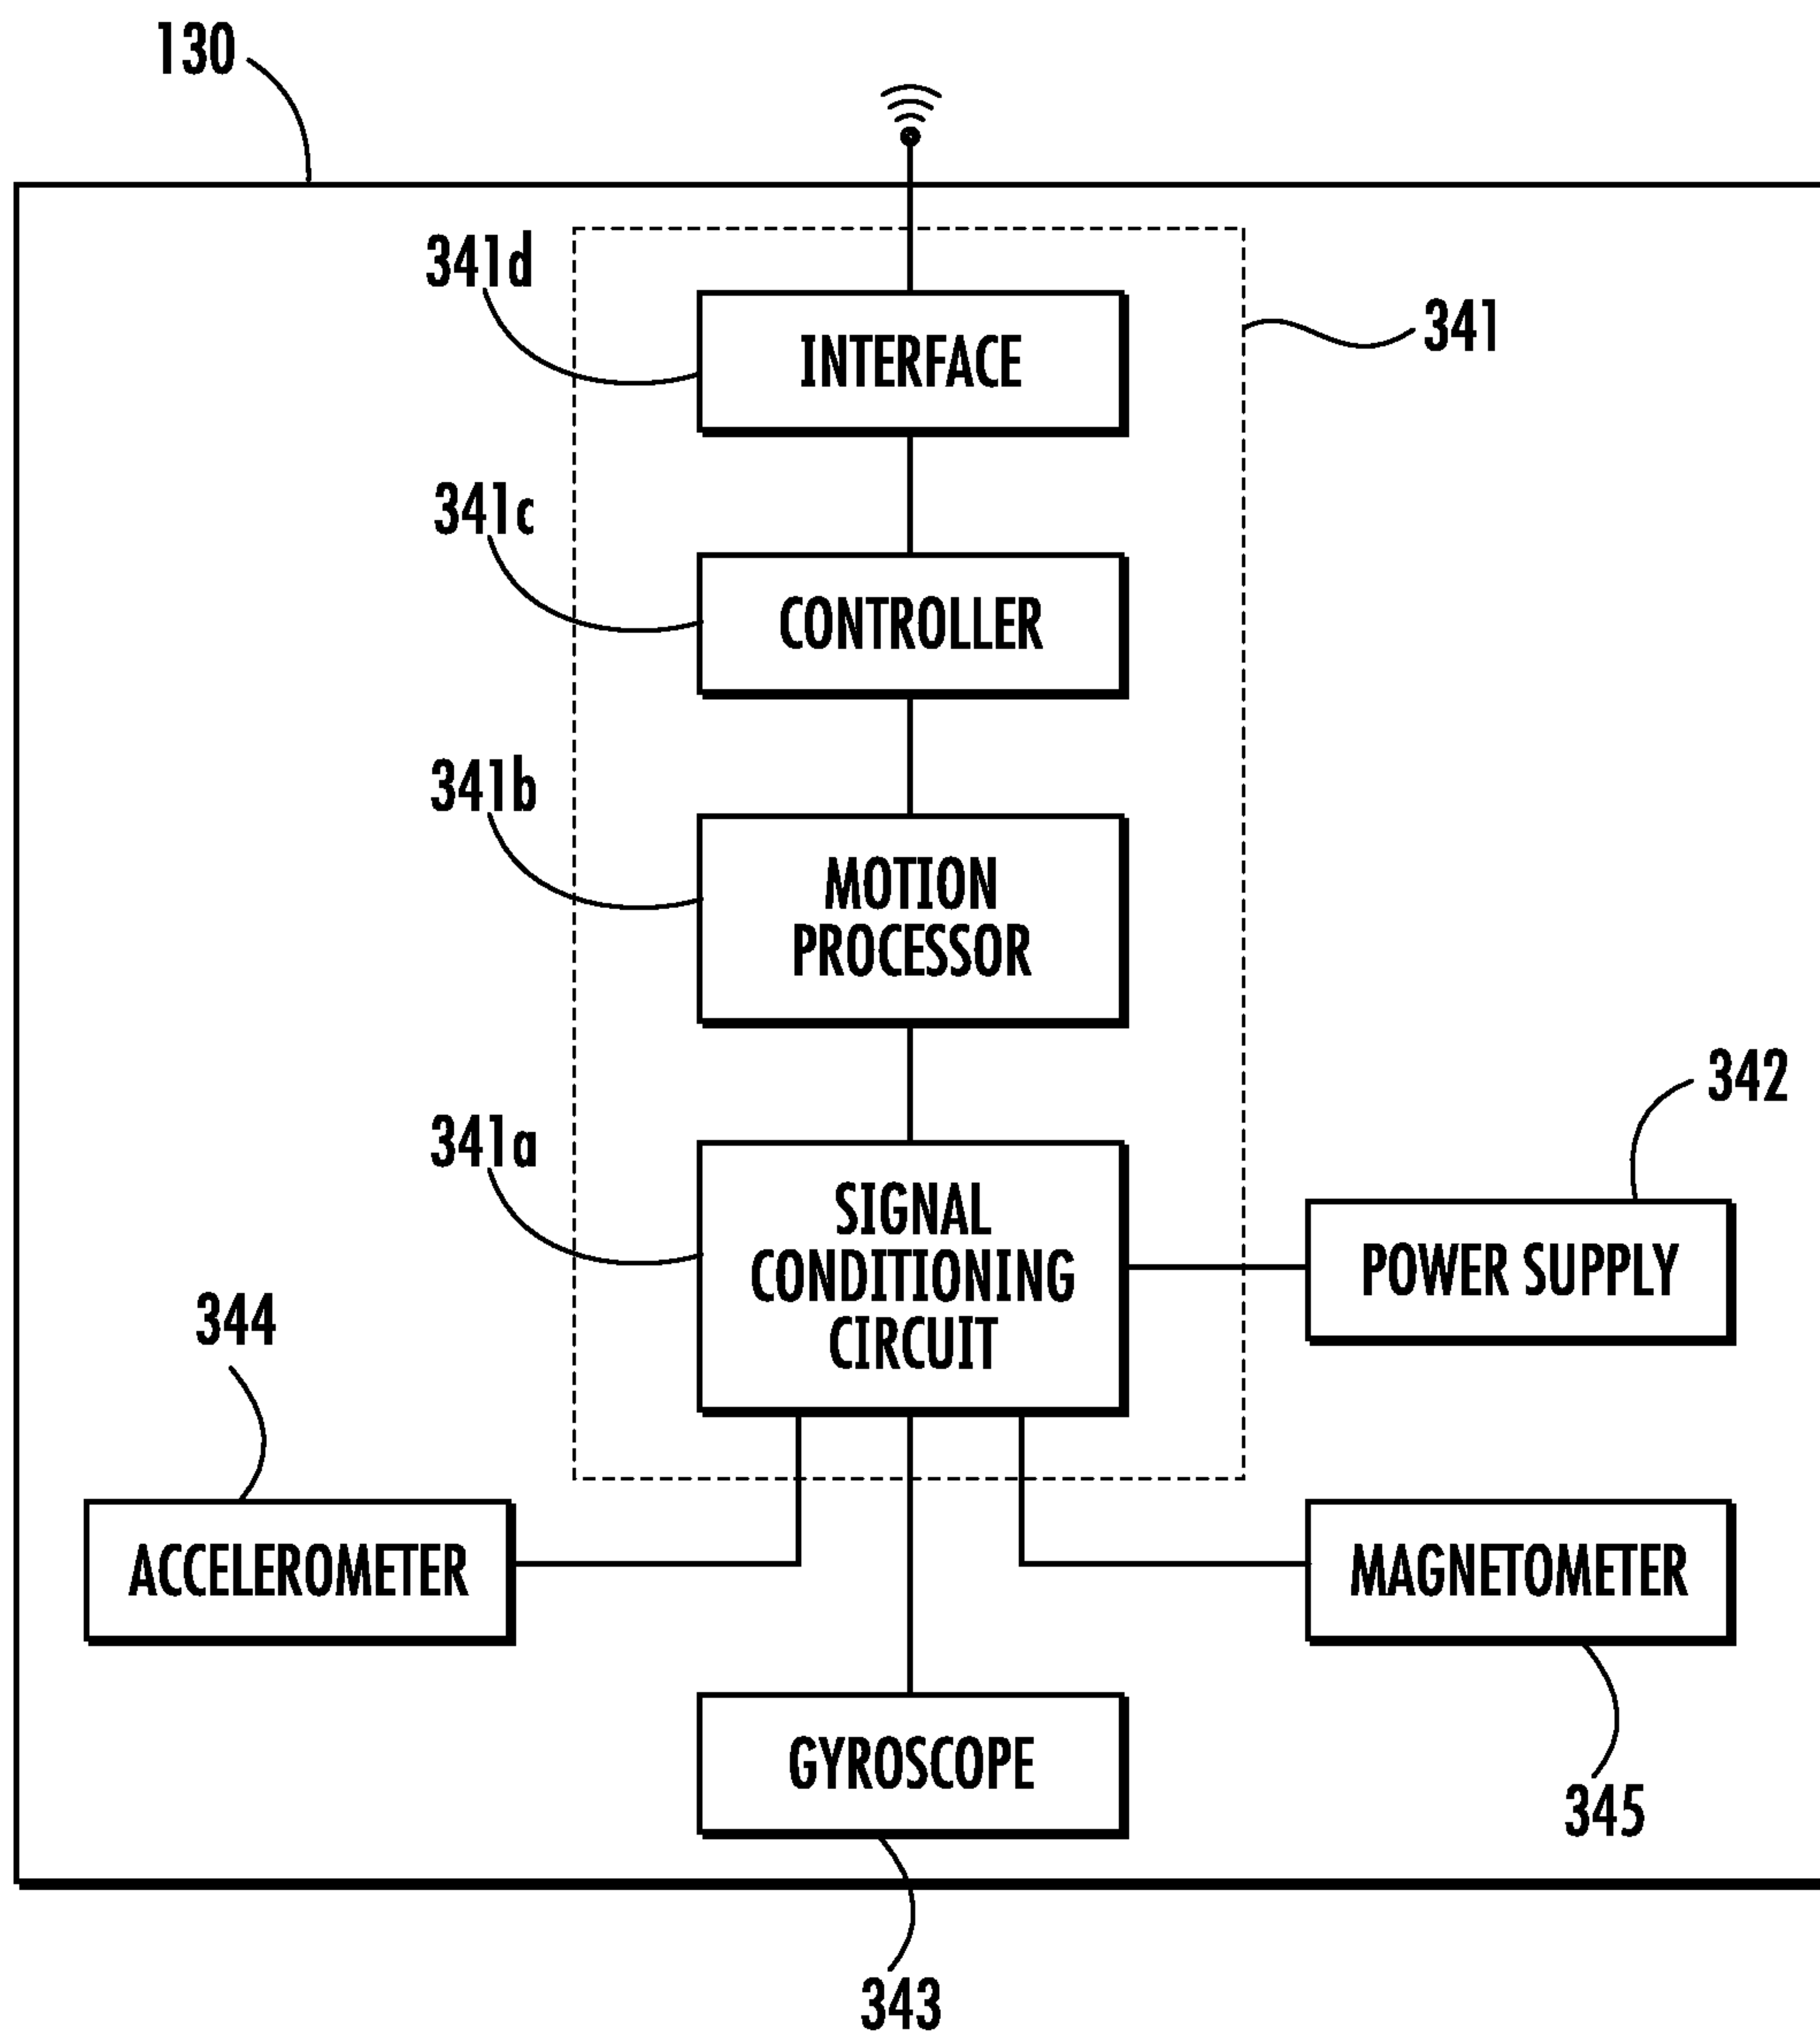 130
341d
INTERFACE
341
341c
CONTROLLER
341b
MOTION
PROCESSOR
342
341a
SIGNAL
CONDITIONING
CIRCUIT
POWER SUPPLY
344
ACCELEROMETER
MAGNETOMETER
GYROSCOPE
345
343